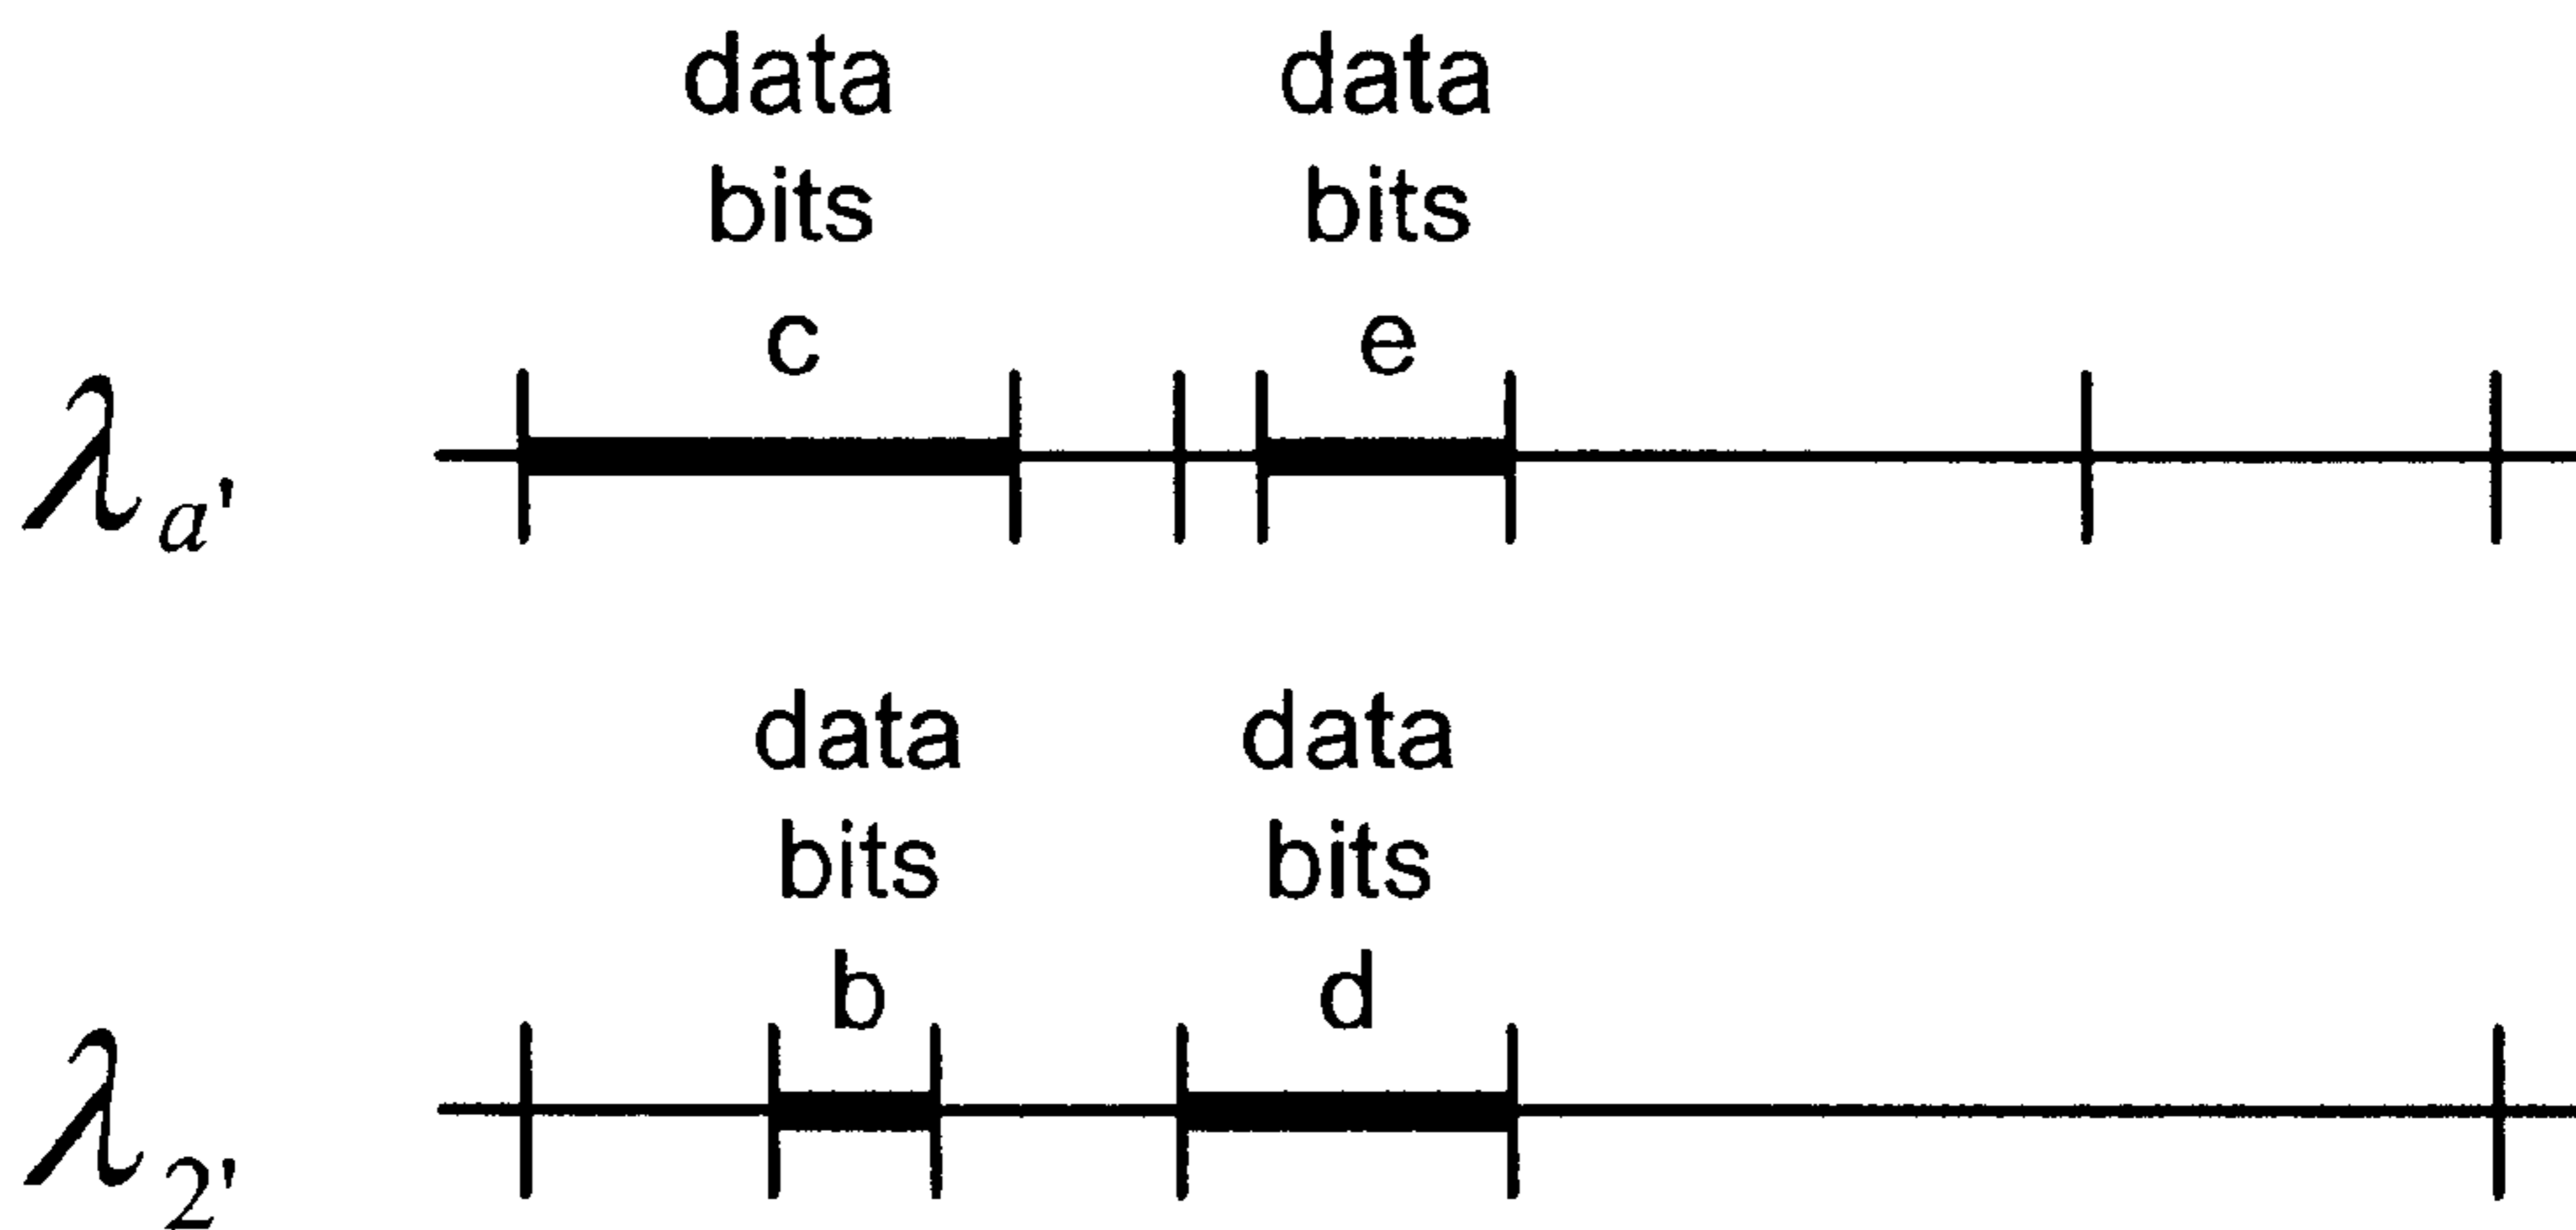 data data
bits bits
c e
λa'
data data
bits bits
b d
λ2'